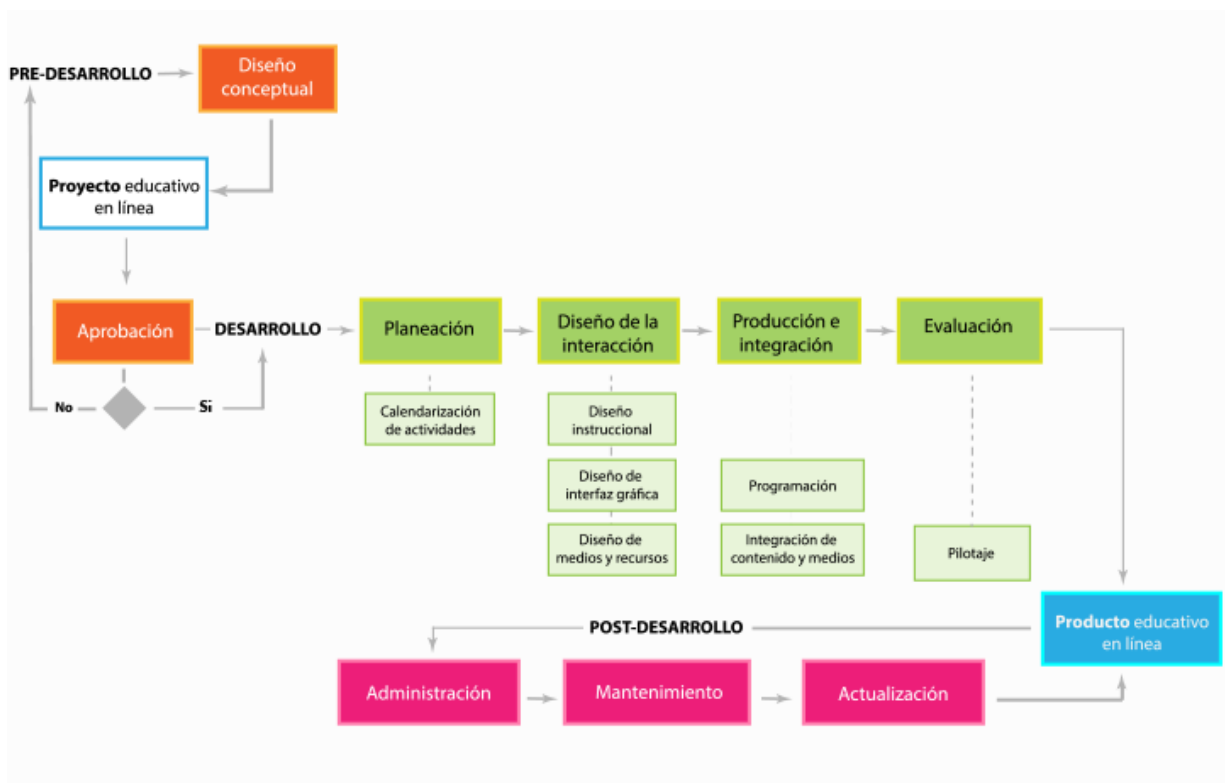 PRE-DESARROLLO
Diseño
conceptual
Proyecto educativo
en línea
Aprobación
No
Si
DESARROLLO
Planeación
Calendarización
de actividades
Diseño de la
interacción
Diseño
instruccional
Diseño de
interfaz gráfica
Diseño de
medios y recursos
Producción e
integración
Programación
Integración de
contenido y medios
Evaluación
Pilotaje
Producto educativo
en línea
POST-DESARROLLO
Administración
Mantenimiento
Actualización